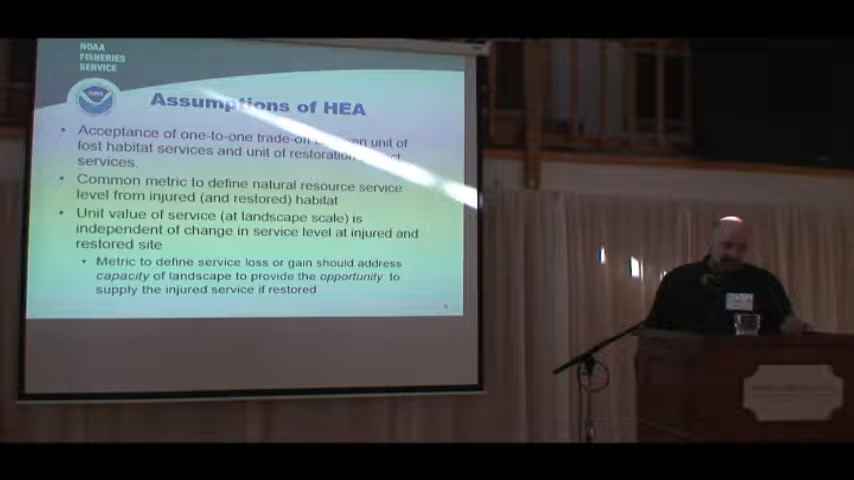 NOAA
FISHERIES
SERVICE
Assumptions of HEA
• Acceptance of one-to-one trade-off between unit of
lost habitat services and unit of restoration
services.
• Common metric to define natural resource service
level from injured (and restored) habitat
• Unit value of service (at landscape scale) is
independent of change in service level at injured and
restored site
• Metric to define service loss or gain should address
capacity of landscape to provide the opportunity to
supply the injured service if restored